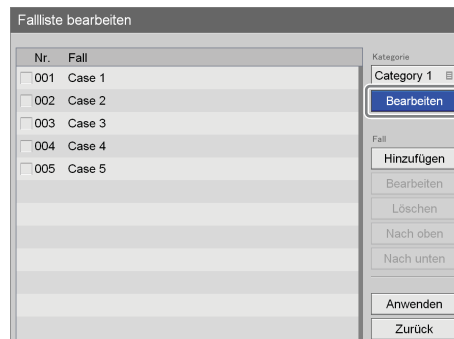 Fallliste bearbeiten
Nr. Fall
001 Case 1
002 Case 2
003 Case 3
004 Case 4
005 Case 5
Kategorie
Category 1
Bearbeiten
Fall
Hinzufügen
Bearbeiten
Löschen
Nach oben
Nach unten
Anwenden
Zurück